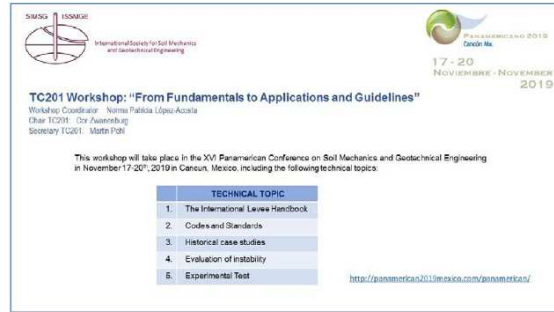 SIMSG ISSMGE
International Society for Soil Mechanics
and Geotechnical Engineering
PANAMERICANO 2019
Cancún Mx.
17 - 20
NOVIEMBRE - NOVEMBER
2019
TC201 Workshop: “From Fundamentals to Applications and Guidelines”
Workshop Coordinator: Norma Patricia López-Acosta
Chair TC201: Cor Zwanenburg
Secretary TC201: Martin Pohl
This workshop will take place in the XVI Panamerican Conference on Soil Mechanics and Geotechnical Engineering
in November 17-20th, 2019 in Cancun, Mexico, including the following technical topics:
TECHNICAL TOPIC
1. The International Levee Handbook
2. Codes and Standards
3. Historical case studies
4. Evaluation of instability
5. Experimental Test
http://panamerican2019mexico.com/panamerican/